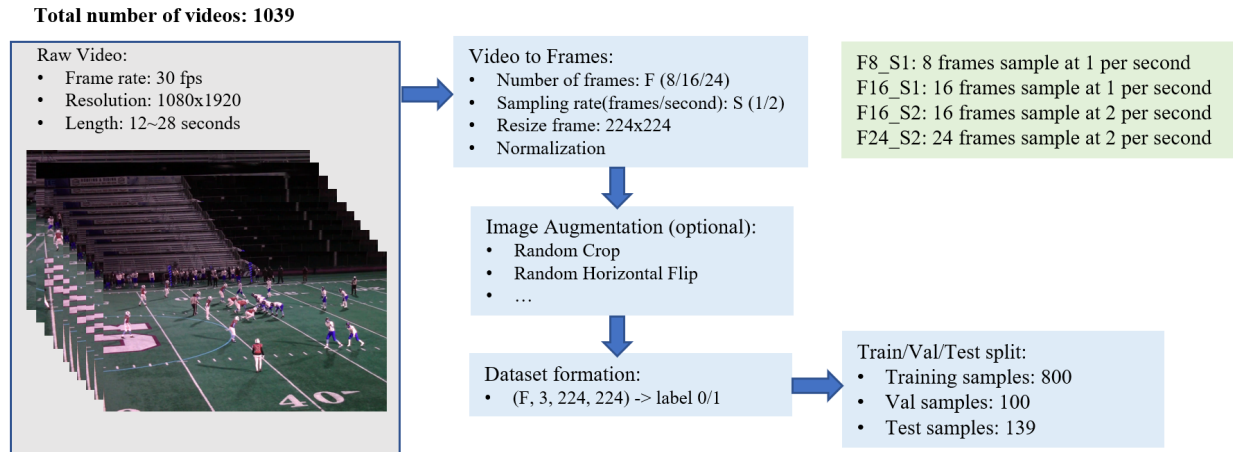 Total number of videos: 1039
Raw Video:
• Frame rate: 30 fps
• Resolution: 1080x1920
• Length: 12~28 seconds
Video to Frames:
• Number of frames: F (8/16/24)
• Sampling rate(frames/second): S (1/2)
• Resize frame: 224x224
• Normalization
F8_S1: 8 frames sample at 1 per second
F16_S1: 16 frames sample at 1 per second
F16_S2: 16 frames sample at 2 per second
F24_S2: 24 frames sample at 2 per second
Image Augmentation (optional):
• Random Crop
• Random Horizontal Flip
• …
Dataset formation:
• (F, 3, 224, 224) -> label 0/1
Train/Val/Test split:
• Training samples: 800
• Val samples: 100
• Test samples: 139
40